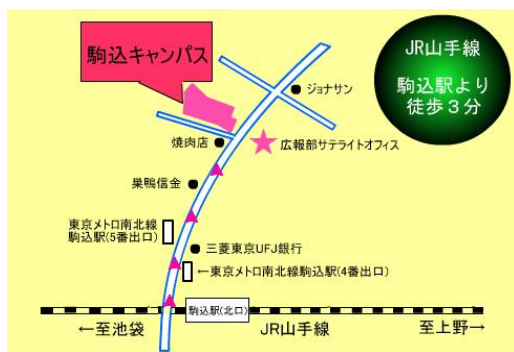 駒込キャンパス
JR山手線
駒込駅より
徒歩３分
ジョナサン
焼肉店
広報部サテライトオフィス
巣鴨信金
東京メトロ南北線
駒込駅(5番出口)
三菱東京UFJ銀行
←東京メトロ南北線駒込駅(4番出口)
駒込駅(北口)
←至池袋
JR山手線
至上野→